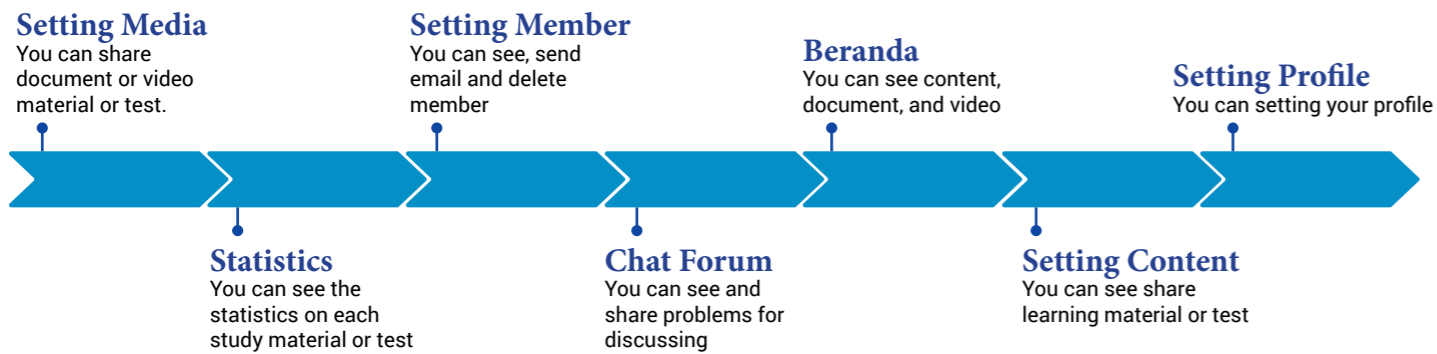 Setting Media
You can share
document or video
material or test.
Statistics
You can see the
statistics on each
study material or test
Setting Member
You can see, send
email and delete
member
Chat Forum
You can see and
share problems for
discussing
Beranda
You can see content,
document, and video
Setting Content
You can see share
learning material or test
Setting Profile
You can setting your profile